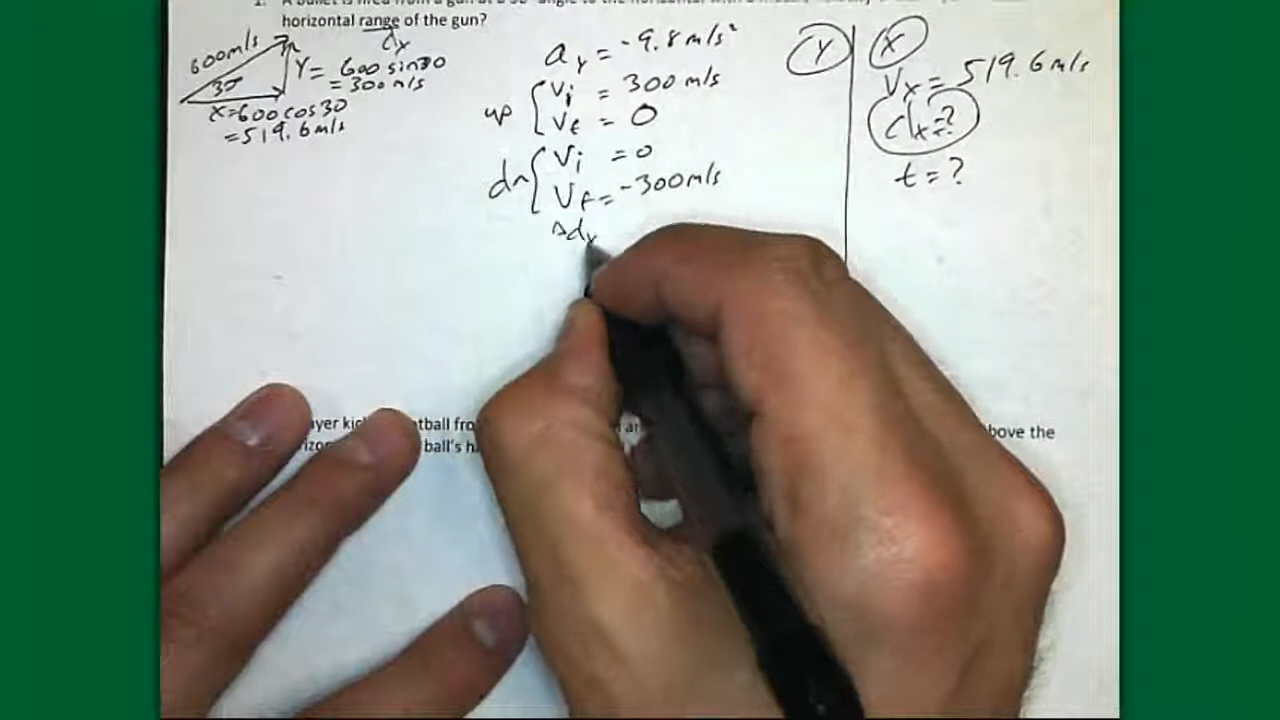 horizontal range of the gun?
dx
600m/s
30°
Y = 600 sin30
= 300 m/s
X = 600 cos30
= 519.6 m/s
ay = -9.8 m/s²
up
Vi = 300 m/s
Vf = 0
dn
Vi = 0
Vf = -300 m/s
Δdy
Y
X
Vx = 519.6 m/s
dx = ?
t = ?
above the
ball's